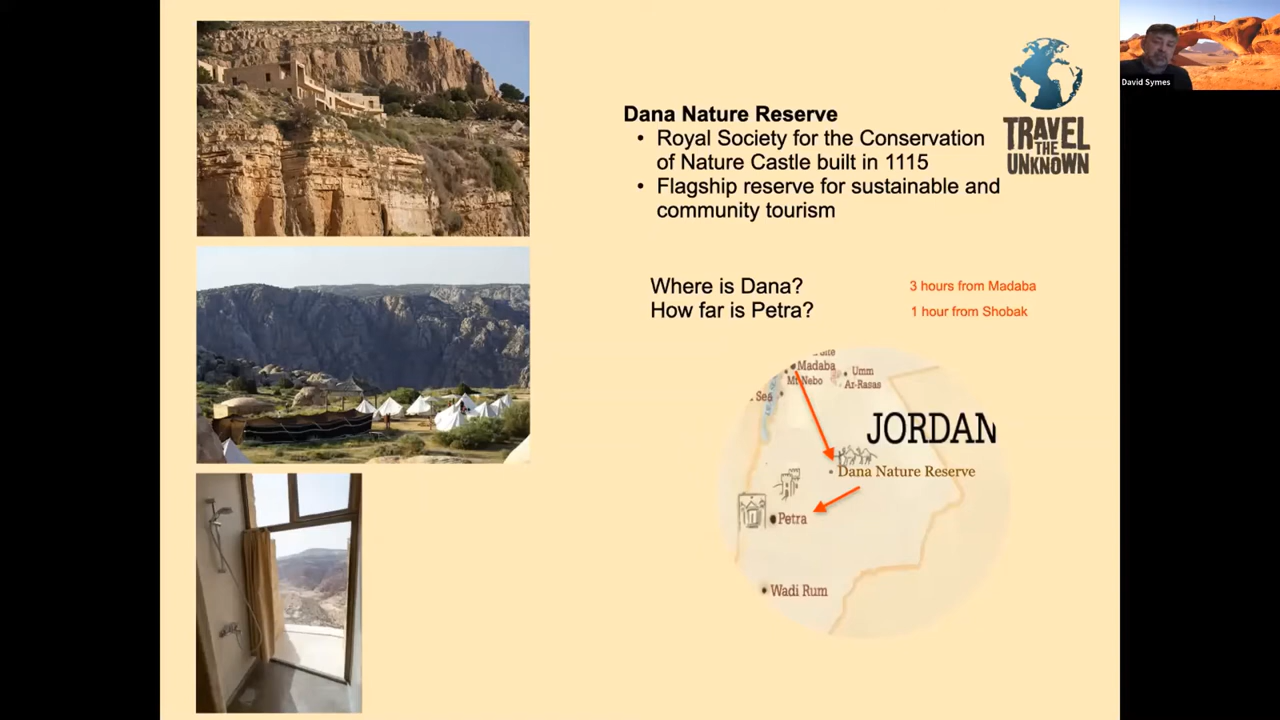 Dana Nature Reserve
• Royal Society for the Conservation
of Nature Castle built in 1115
• Flagship reserve for sustainable and
community tourism
Where is Dana?
3 hours from Madaba
How far is Petra?
1 hour from Shobak
TRAVEL
THE
UNKNOWN
David Symes
Madaba
Mt Nebo
Umm
Ar-Rasas
Sea
JORDAN
Dana Nature Reserve
Petra
Wadi Rum